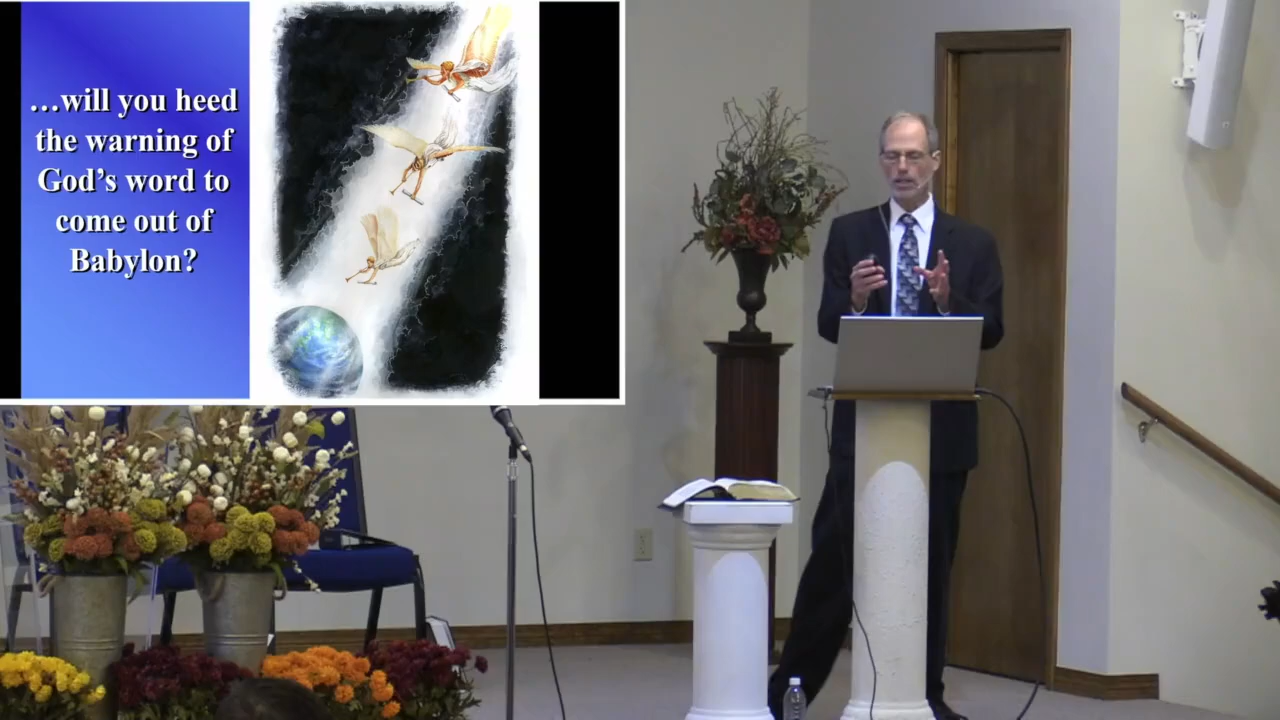 …will you heed
the warning of
God's word to
come out of
Babylon?